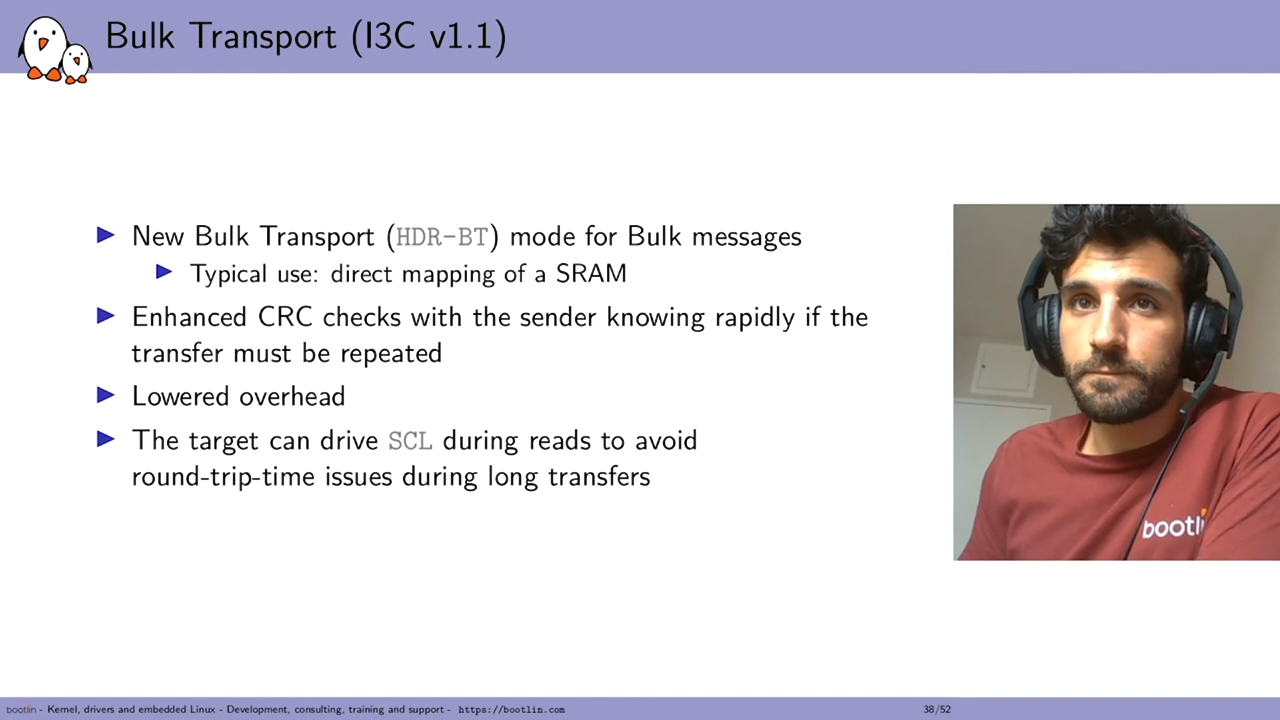 Bulk Transport (I3C v1.1)
New Bulk Transport (HDR-BT) mode for Bulk messages
Typical use: direct mapping of a SRAM
Enhanced CRC checks with the sender knowing rapidly if the
transfer must be repeated
Lowered overhead
The target can drive SCL during reads to avoid
round-trip-time issues during long transfers
bootli
bootlin - Kernel, drivers and embedded Linux - Development, consulting, training and support - https://bootlin.com
38/52